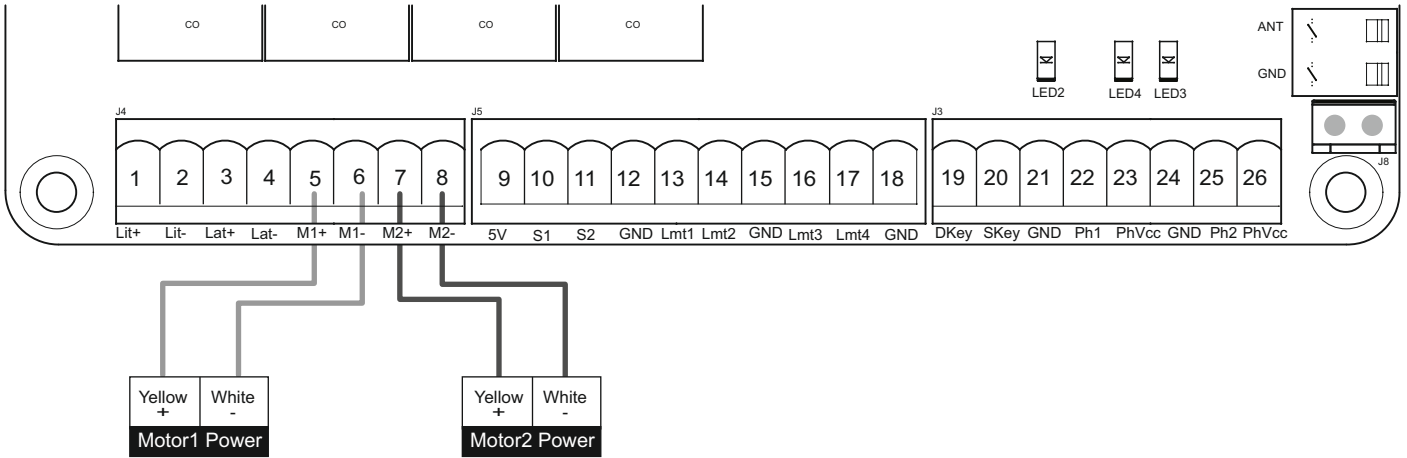 CO CO CO CO
ANT
GND
LED2 LED4 LED3
J4 J5 J3
J8
1 2 3 4 5 6 7 8 9 10 11 12 13 14 15 16 17 18 19 20 21 22 23 24 25 26
Lit+ Lit- Lat+ Lat- M1+ M1- M2+ M2- 5V S1 S2 GND Lmt1 Lmt2 GND Lmt3 Lmt4 GND DKey SKey GND Ph1 PhVcc GND Ph2 PhVcc
Yellow White
+ -
Motor1 Power
Yellow White
+ -
Motor2 Power